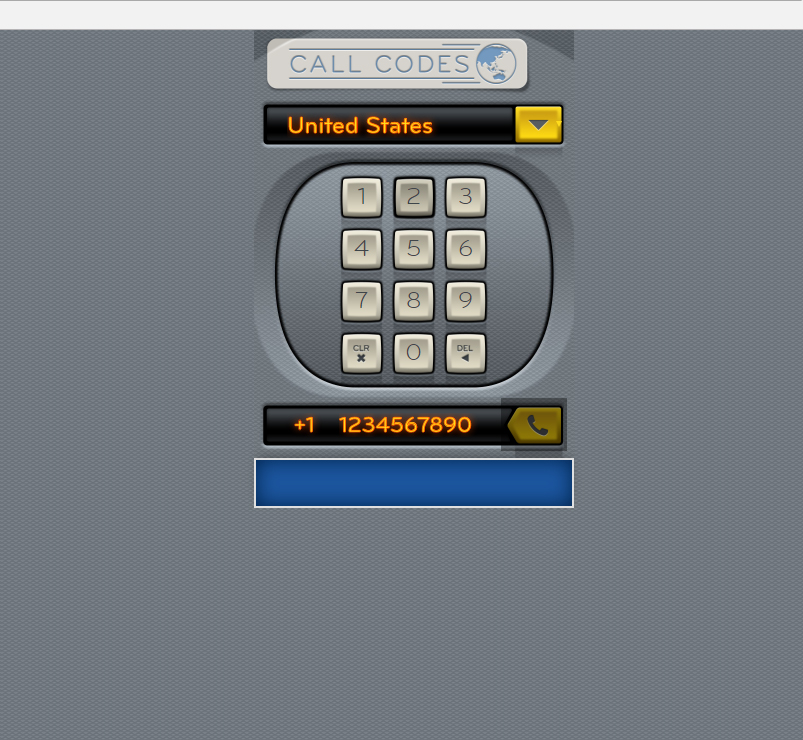 CALL CODES
United States
1 2 3
4 5 6
7 8 9
CLR 0 DEL
+1 1234567890